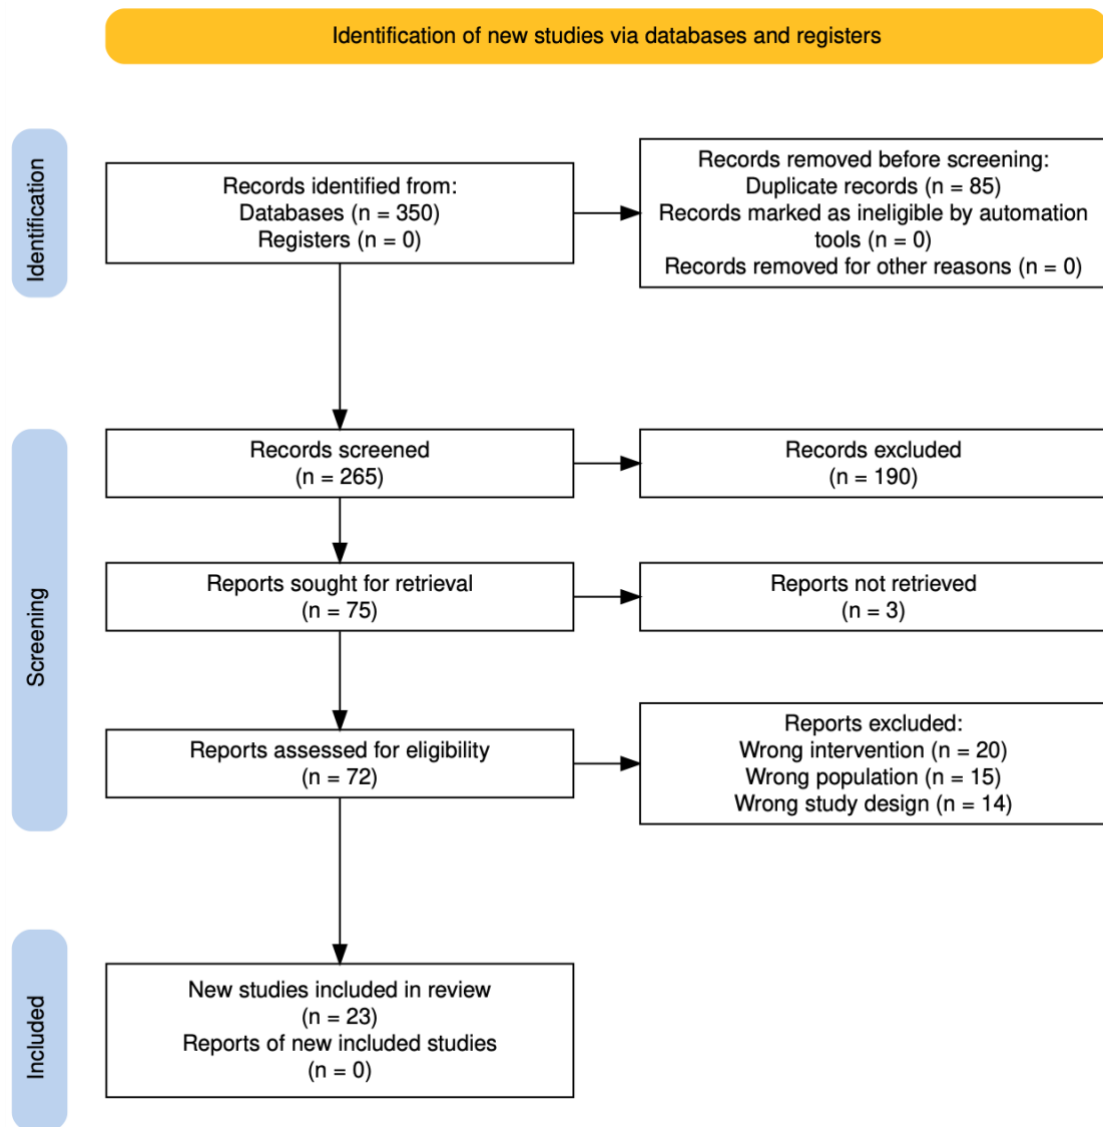 Identification of new studies via databases and registers
Identification
Records identified from:
Databases (n = 350)
Registers (n = 0)
Records removed before screening:
Duplicate records (n = 85)
Records marked as ineligible by automation
tools (n = 0)
Records removed for other reasons (n = 0)
Screening
Records screened
(n = 265)
Records excluded
(n = 190)
Reports sought for retrieval
(n = 75)
Reports not retrieved
(n = 3)
Reports assessed for eligibility
(n = 72)
Reports excluded:
Wrong intervention (n = 20)
Wrong population (n = 15)
Wrong study design (n = 14)
Included
New studies included in review
(n = 23)
Reports of new included studies
(n = 0)